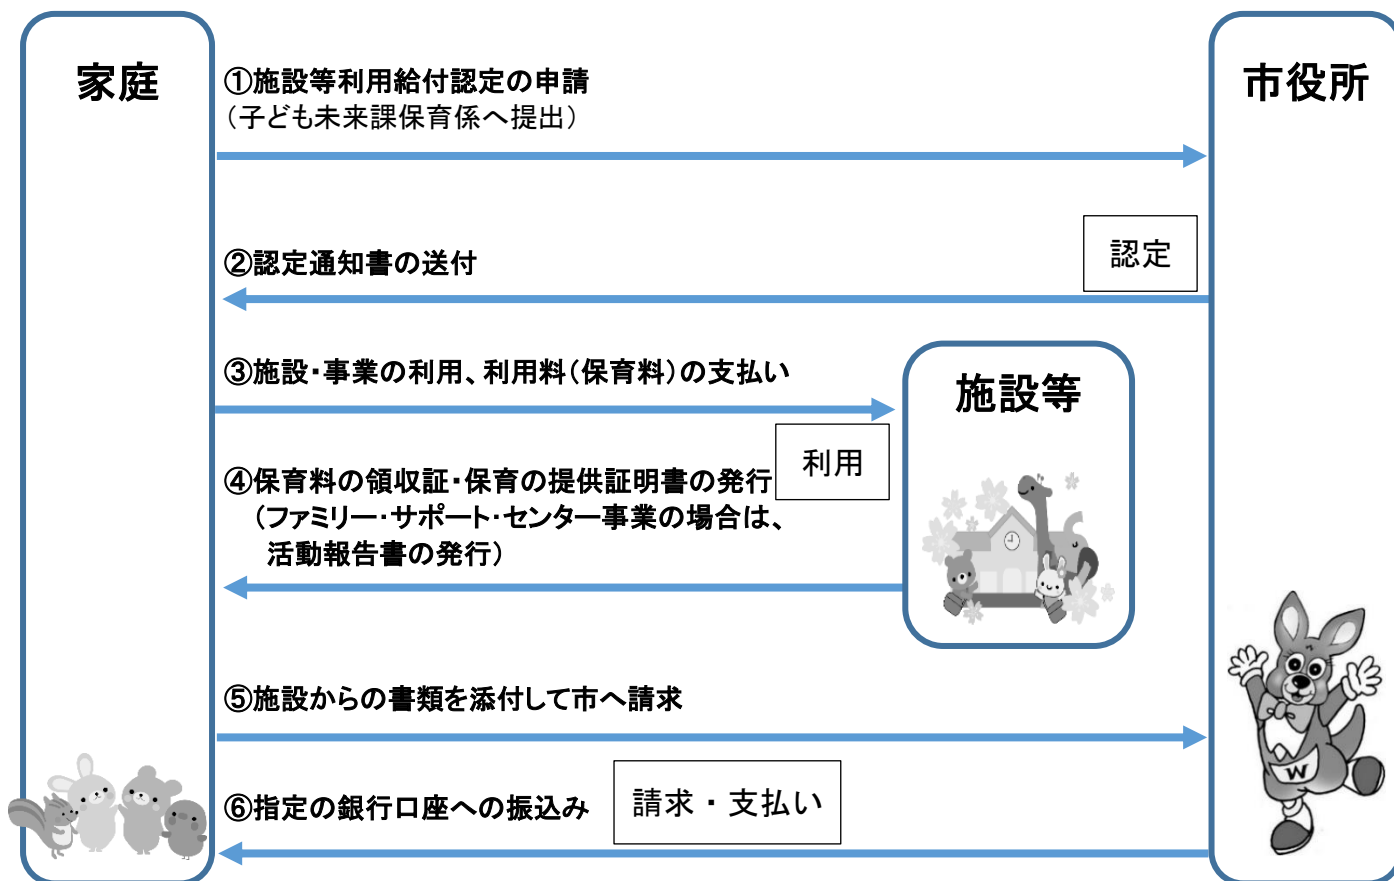 家庭
市役所
①施設等利用給付認定の申請
（子ども未来課保育係へ提出）
認定
②認定通知書の送付
③施設・事業の利用、利用料（保育料）の支払い
施設等
利用
④保育料の領収証・保育の提供証明書の発行
（ファミリー・サポート・センター事業の場合は、
活動報告書の発行）
⑤施設からの書類を添付して市へ請求
W
⑥指定の銀行口座への振込み
請求・支払い